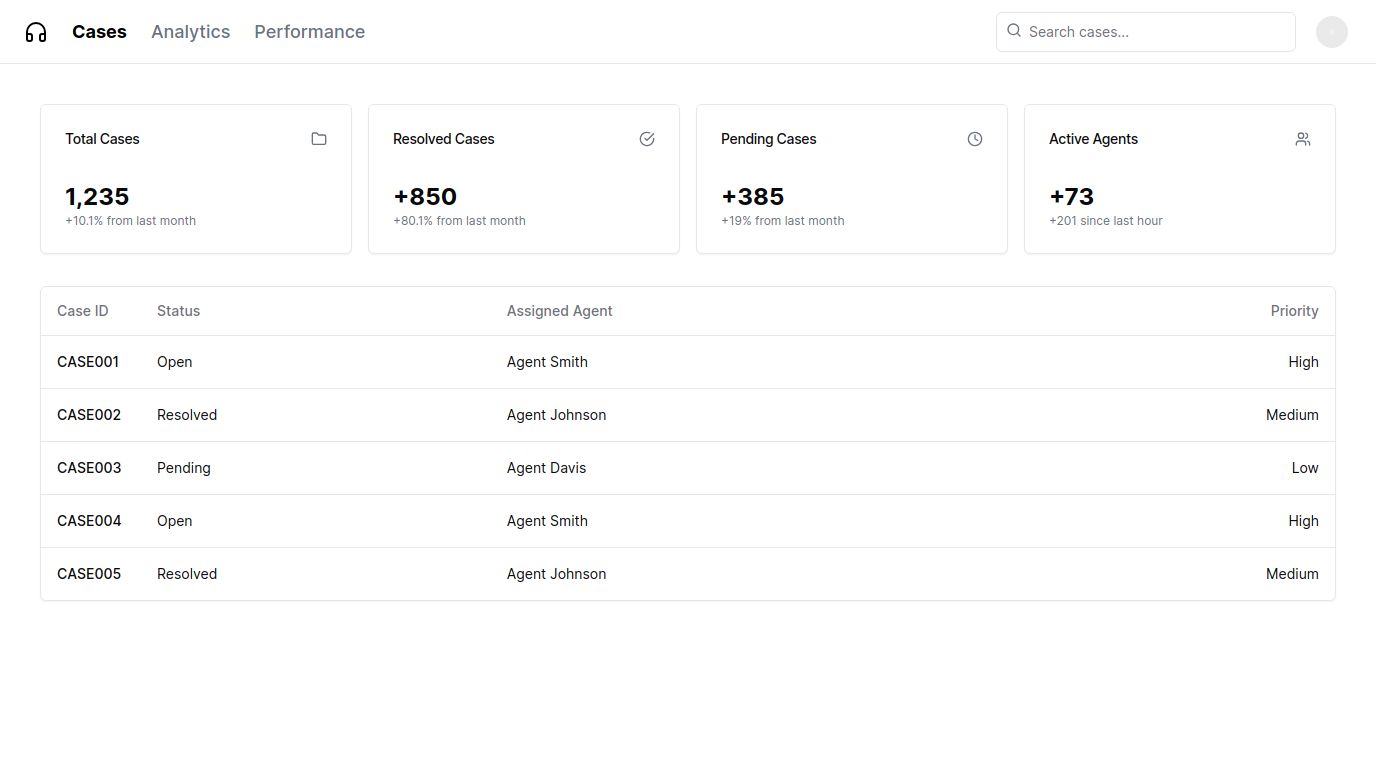 Cases Analytics Performance Search cases...
Total Cases Resolved Cases Pending Cases Active Agents
1,235 +850 +385 +73
+10.1% from last month +80.1% from last month +19% from last month +201 since last hour
Case ID Status Assigned Agent Priority
CASE001 Open Agent Smith High
CASE002 Resolved Agent Johnson Medium
CASE003 Pending Agent Davis Low
CASE004 Open Agent Smith High
CASE005 Resolved Agent Johnson Medium